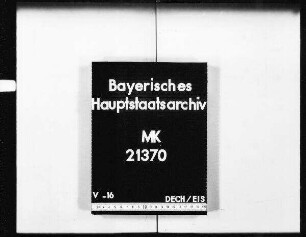 Bayerisches
Hauptstaatsarchiv
MK
21370
V -16 DECH/EIS